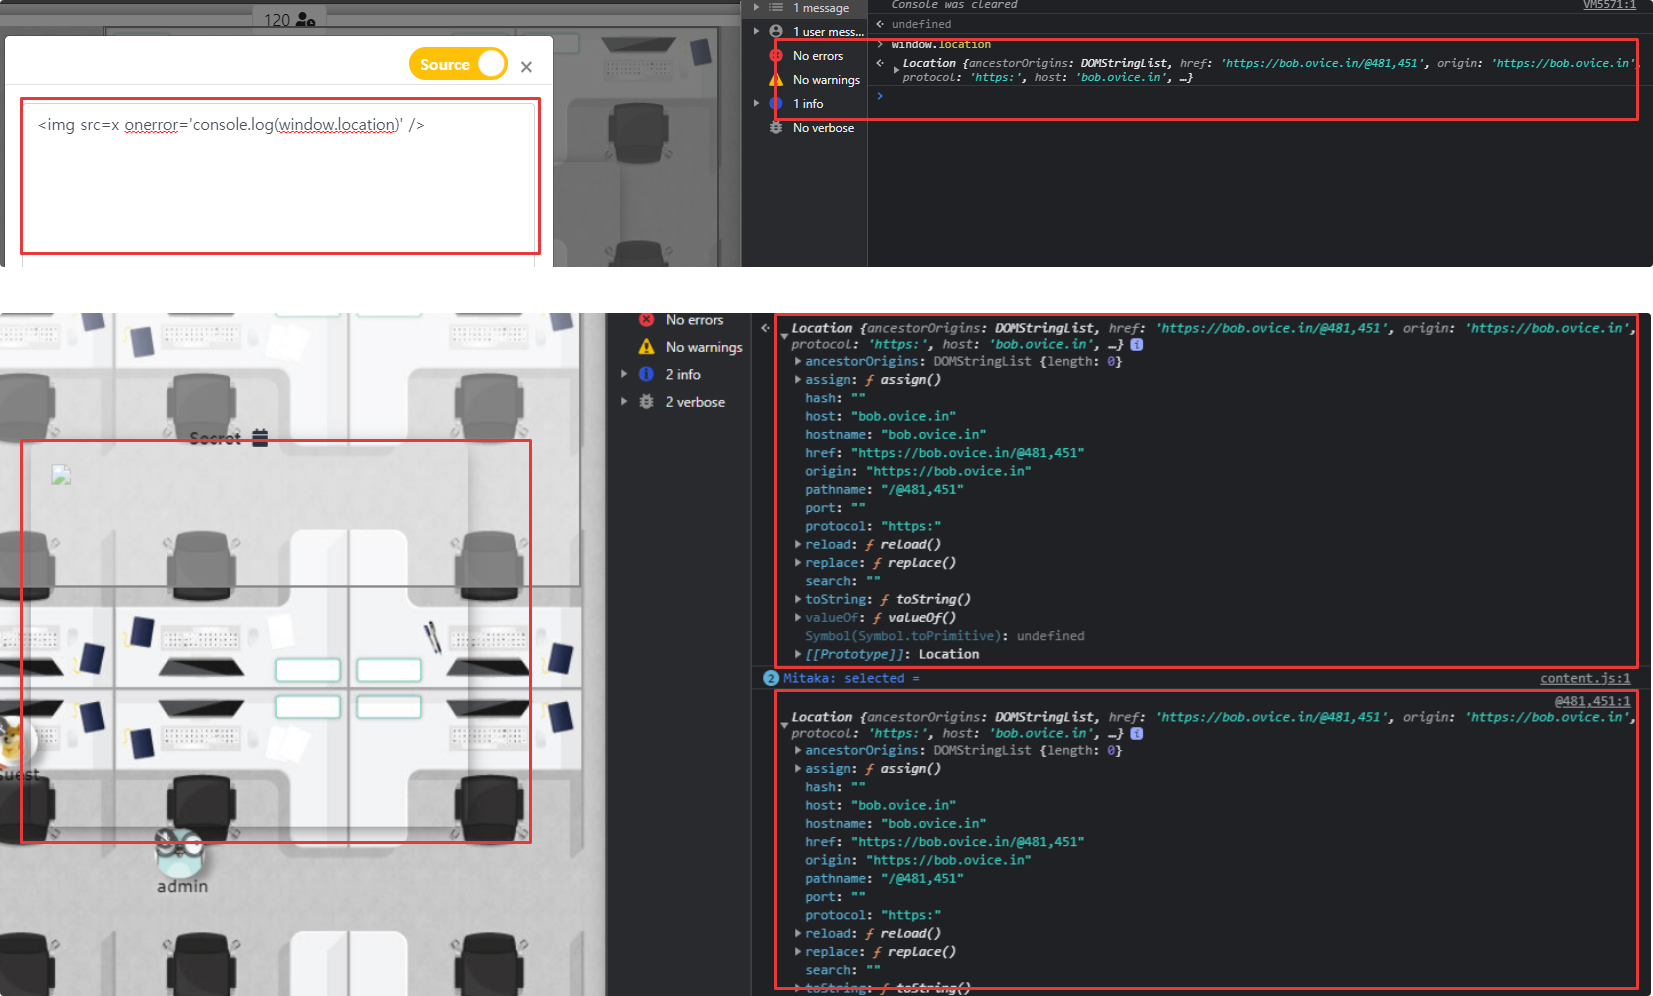 120
Source
×
<img src=x onerror='console.log(window.location)' />
1 message
1 user mess...
No errors
No warnings
1 info
No verbose
Console was cleared
VM5571:1
undefined
window.location
Location {ancestorOrigins: DOMStringList, href: 'https://bob.ovice.in/@481,451', origin: 'https://bob.ovice.in',
protocol: 'https:', host: 'bob.ovice.in', …}
Secret
Guest
admin
No errors
No warnings
2 info
2 verbose
Location {ancestorOrigins: DOMStringList, href: 'https://bob.ovice.in/@481,451', origin: 'https://bob.ovice.in',
protocol: 'https:', host: 'bob.ovice.in', …} i
ancestorOrigins: DOMStringList {length: 0}
assign: ƒ assign()
hash: ""
host: "bob.ovice.in"
hostname: "bob.ovice.in"
href: "https://bob.ovice.in/@481,451"
origin: "https://bob.ovice.in"
pathname: "/@481,451"
port: ""
protocol: "https:"
reload: ƒ reload()
replace: ƒ replace()
search: ""
toString: ƒ toString()
valueOf: ƒ valueOf()
Symbol(Symbol.toPrimitive): undefined
[[Prototype]]: Location
2 Mitaka: selected =
content.js:1
@481,451:1
Location {ancestorOrigins: DOMStringList, href: 'https://bob.ovice.in/@481,451', origin: 'https://bob.ovice.in',
protocol: 'https:', host: 'bob.ovice.in', …} i
ancestorOrigins: DOMStringList {length: 0}
assign: ƒ assign()
hash: ""
host: "bob.ovice.in"
hostname: "bob.ovice.in"
href: "https://bob.ovice.in/@481,451"
origin: "https://bob.ovice.in"
pathname: "/@481,451"
port: ""
protocol: "https:"
reload: ƒ reload()
replace: ƒ replace()
search: ""
toString: ƒ toString()